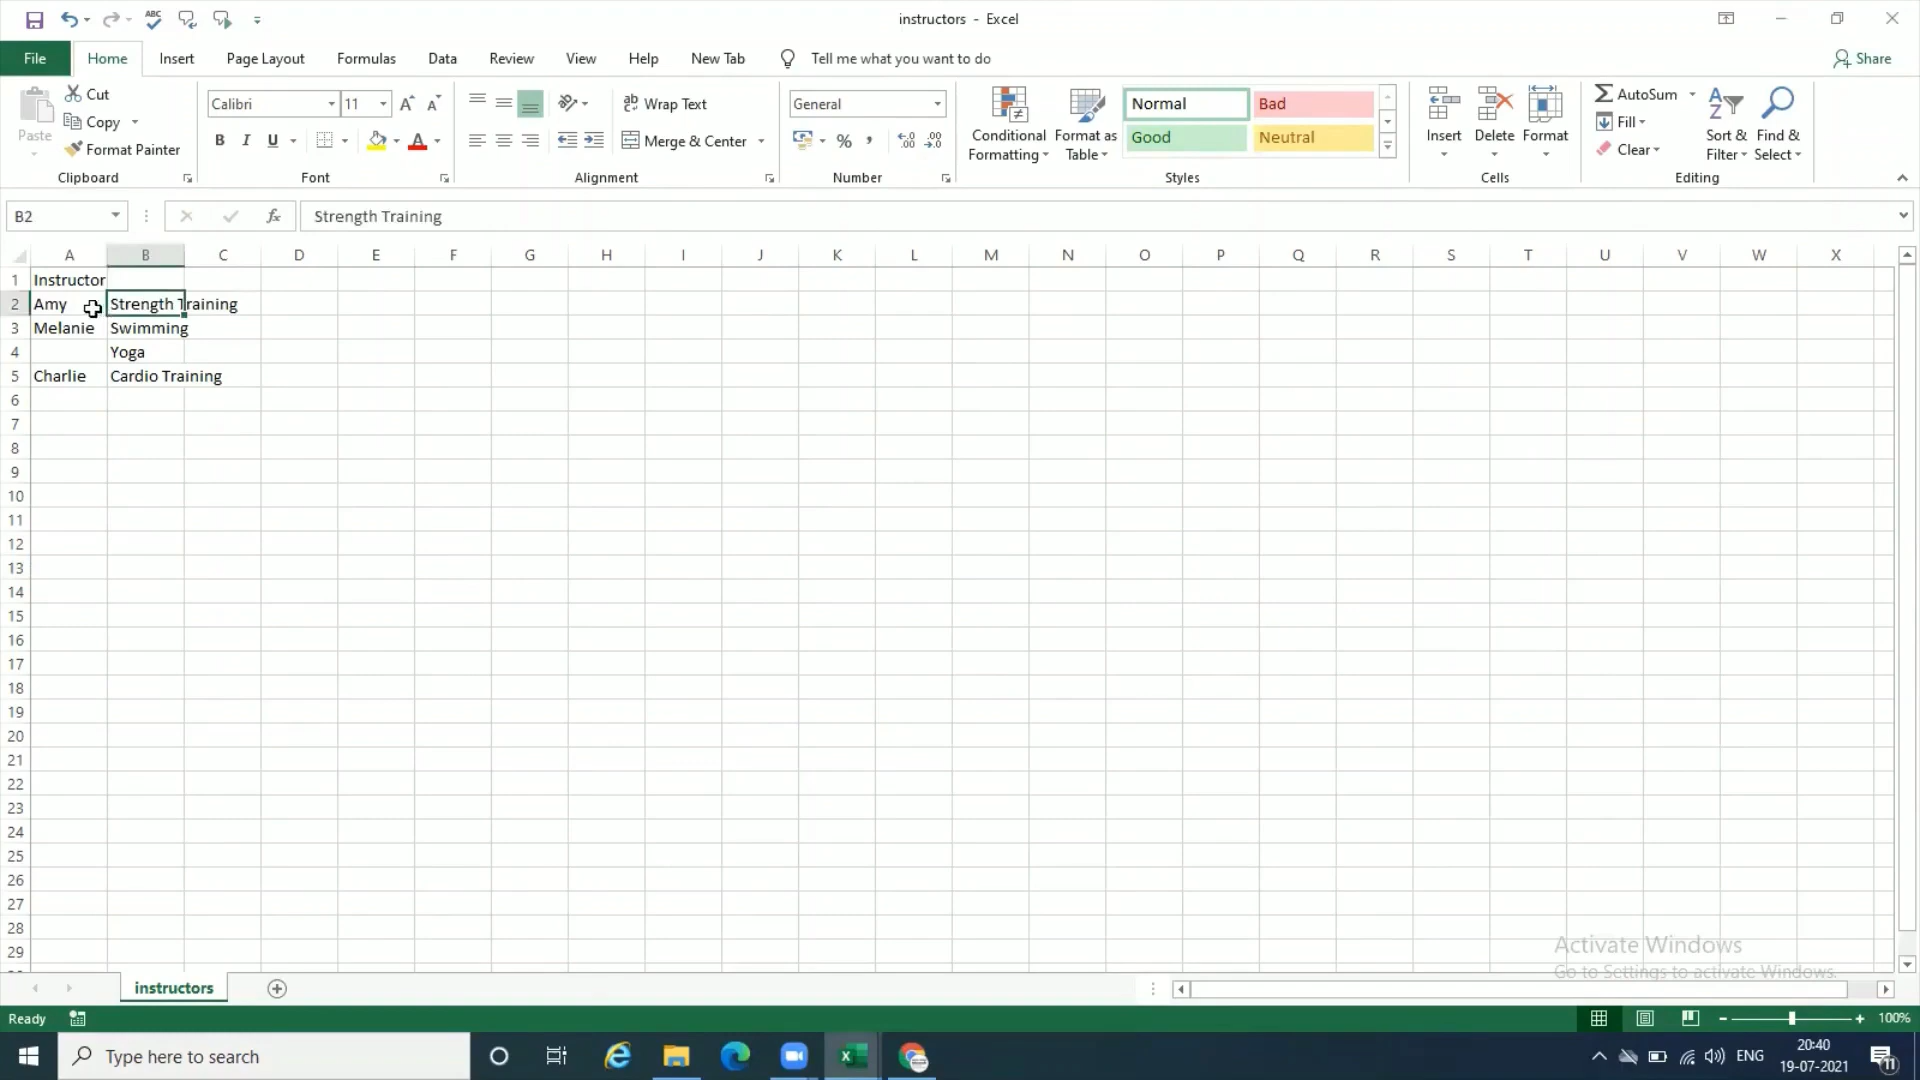 instructors - Excel
File Home Insert Page Layout Formulas Data Review View Help New Tab Tell me what you want to do Share
Paste
Cut
Copy
Format Painter
Clipboard
Calibri 11
B I U A
Font
Wrap Text
Merge & Center
Alignment
General
%
Number
Conditional Formatting
Format as Table
Normal Bad
Good Neutral
Styles
Insert Delete Format
Cells
AutoSum
Fill
Clear
Sort & Filter
Find & Select
Editing
B2 fx Strength Training
A B C D E F G H I J K L M N O P Q R S T U V W X
1 Instructor
2 Amy Strength Training
3 Melanie Swimming
4 Yoga
5 Charlie Cardio Training
6
7
8
9
10
11
12
13
14
15
16
17
18
19
20
21
22
23
24
25
26
27
28
29
Activate Windows
Go to Settings to activate Windows.
instructors
Ready 100%
Type here to search
ENG
20:40
19-07-2021
11